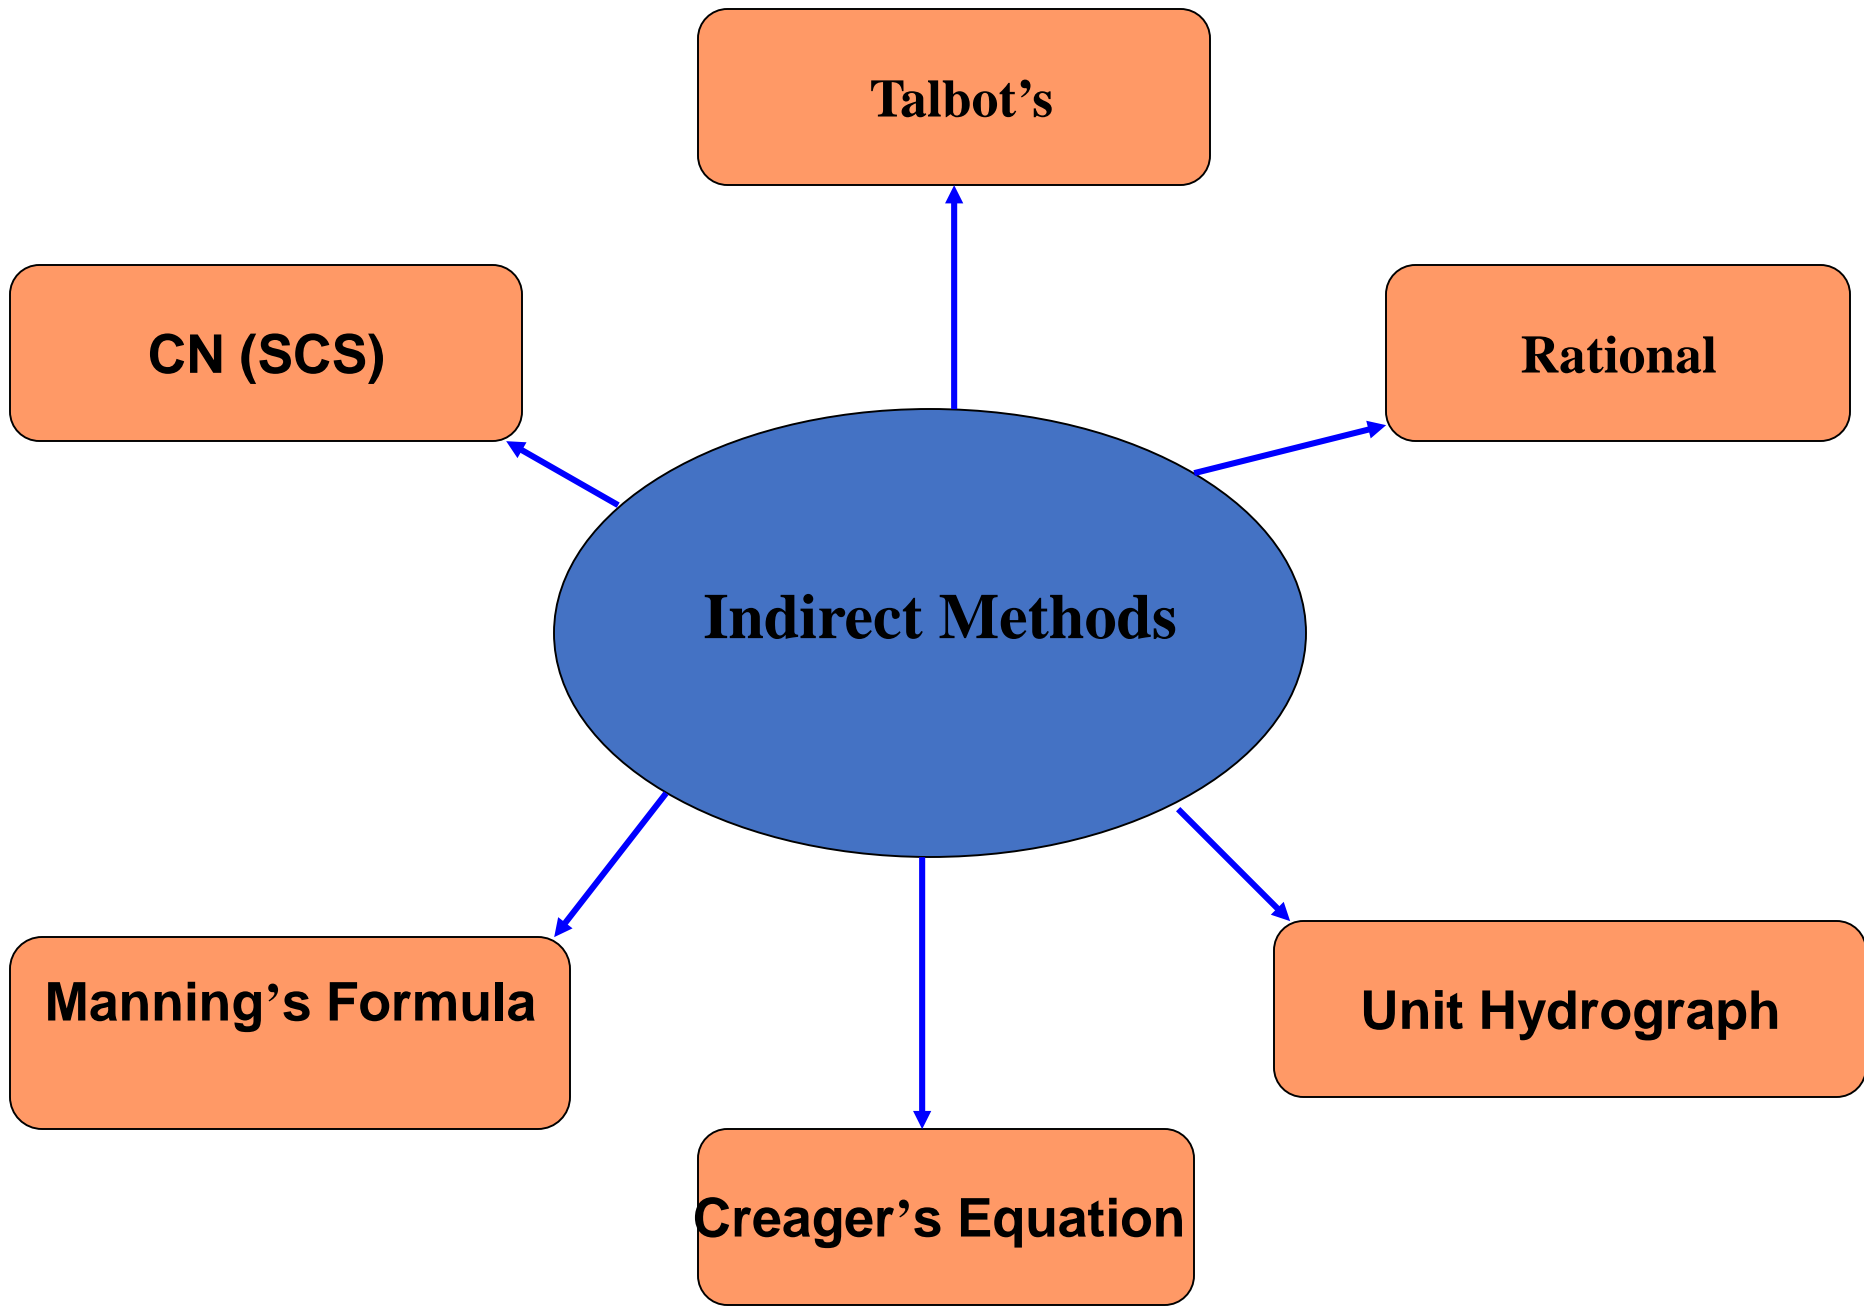 Talbot’s
CN (SCS)
Rational
Indirect Methods
Manning’s Formula
Unit Hydrograph
Creager’s Equation